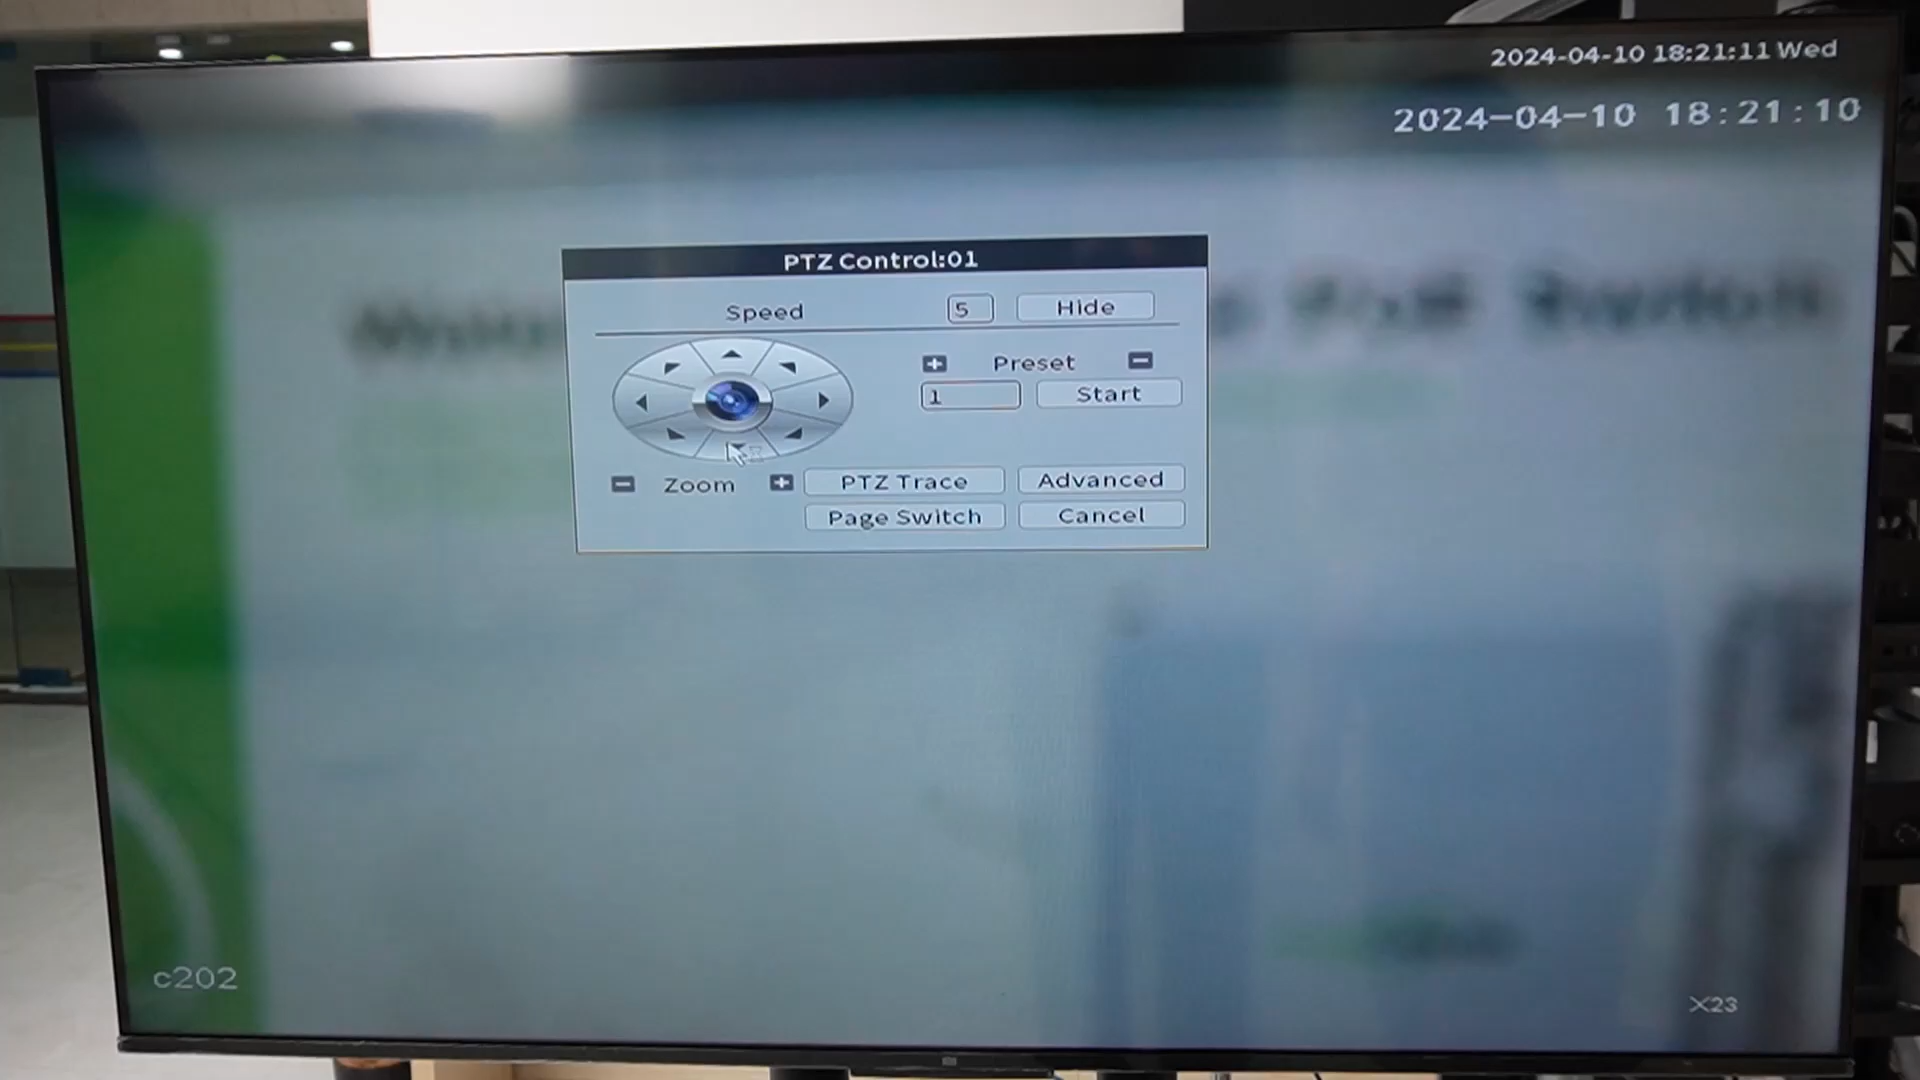 2024-04-10 18:21:11 Wed
2024-04-10 18:21:10
PTZ Control:01
Speed 5 Hide
Preset
1 Start
Zoom PTZ Trace Advanced
Page Switch Cancel
c202
X23